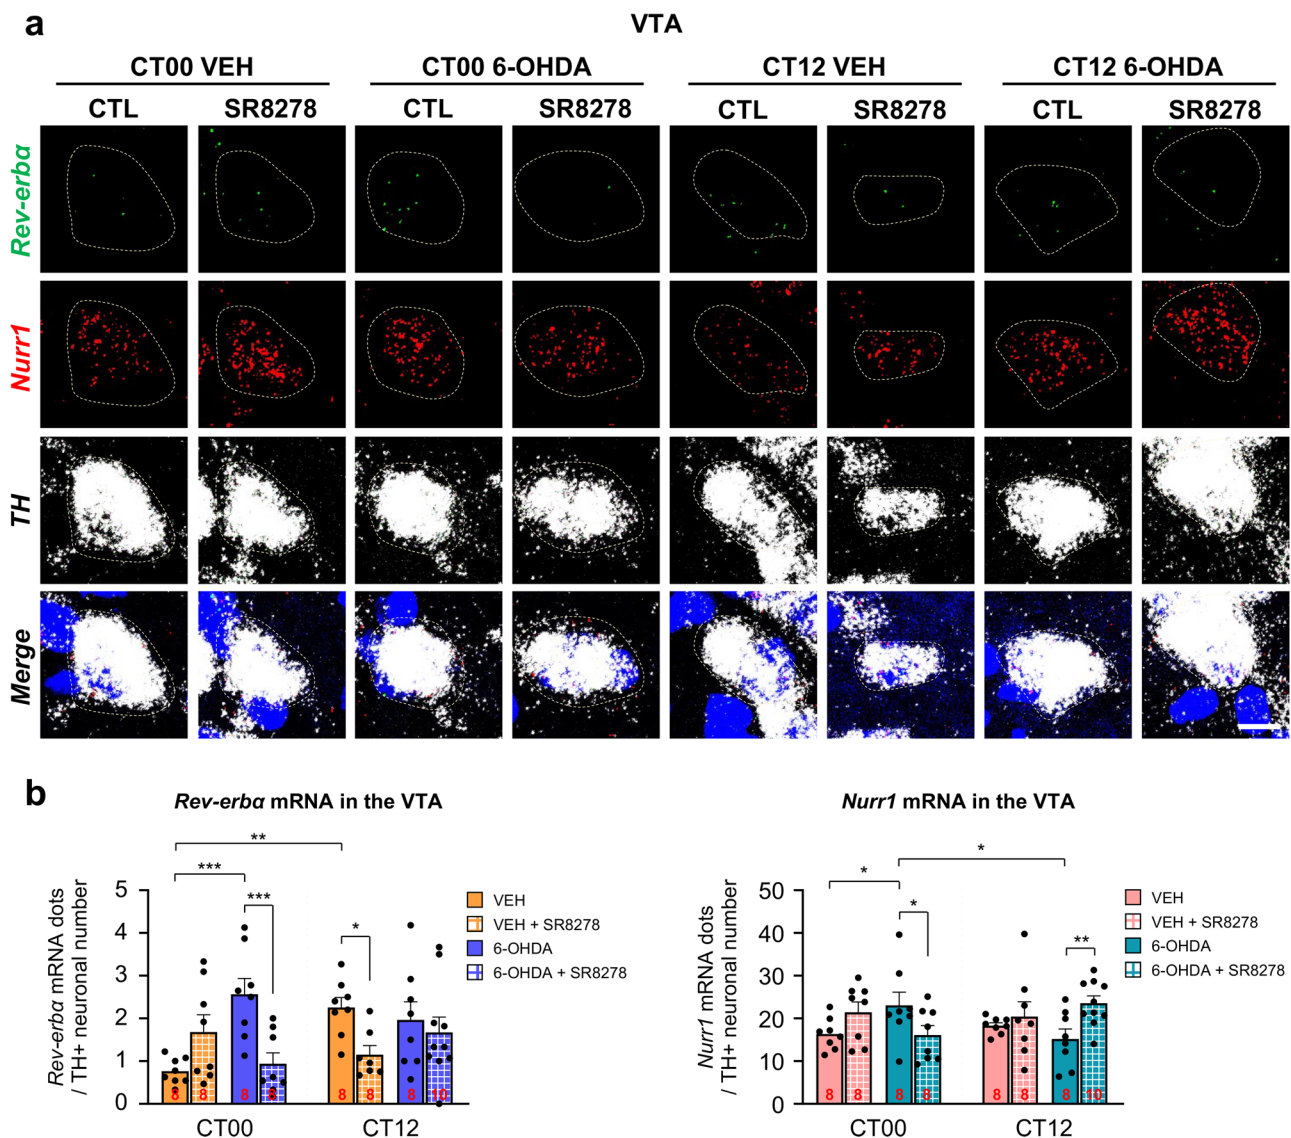 a
VTA
CT00 VEH CT00 6-OHDA CT12 VEH CT12 6-OHDA
CTL SR8278 CTL SR8278 CTL SR8278 CTL SR8278
Rev-erbα
Nurr1
TH
Merge
b
Rev-erbα mRNA in the VTA
Rev-erbα mRNA dots
/ TH+ neuronal number
5
4
3
2
1
0
**
***
***
*
8 8 8 8 8 8 8 10
CT00 CT12
VEH
VEH + SR8278
6-OHDA
6-OHDA + SR8278
Nurr1 mRNA in the VTA
Nurr1 mRNA dots
/ TH+ neuronal number
50
40
30
20
10
0
*
*
*
**
8 8 8 8 8 8 8 10
CT00 CT12
VEH
VEH + SR8278
6-OHDA
6-OHDA + SR8278